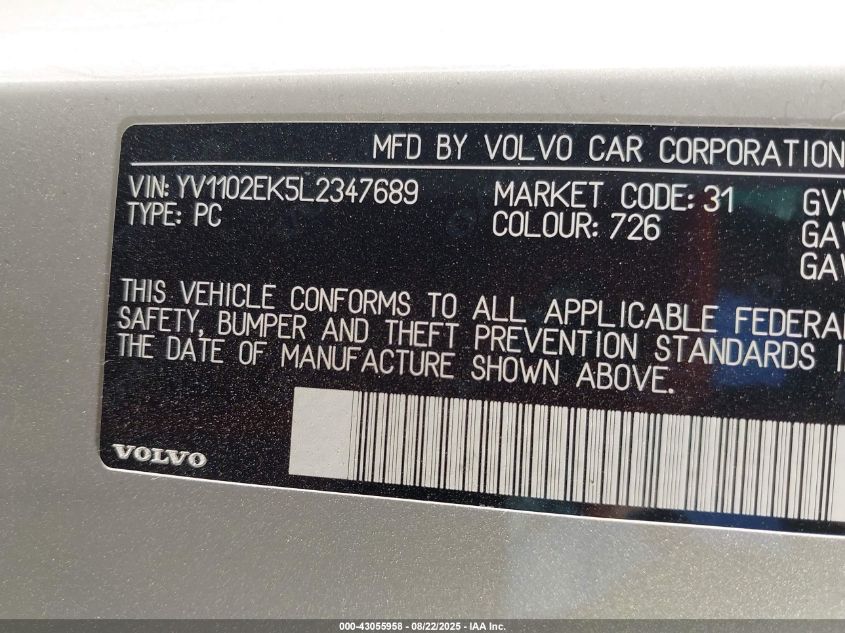 MFD BY VOLVO CAR CORPORATION
VIN: YV1102EK5L2347689
TYPE: PC
MARKET CODE: 31
COLOUR: 726
THIS VEHICLE CONFORMS TO ALL APPLICABLE FEDERAL
SAFETY, BUMPER AND THEFT PREVENTION STANDARDS
THE DATE OF MANUFACTURE SHOWN ABOVE.
VOLVO
000-43055958 - 08/22/2025 - IAA Inc.